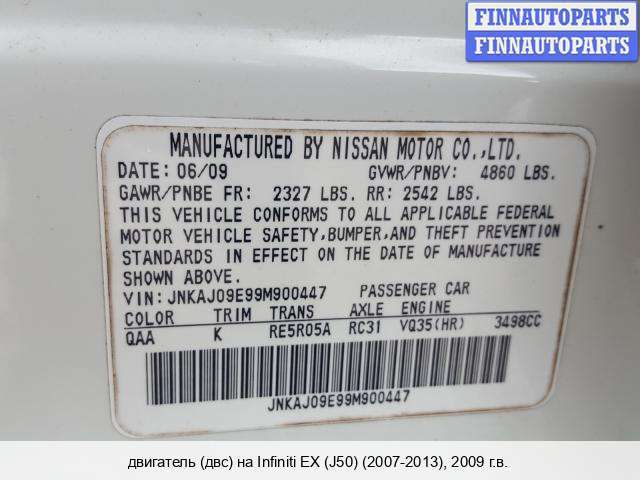 FINNAUTOPARTS
FINNAUTOPARTS
MANUFACTURED BY NISSAN MOTOR CO.,LTD.
DATE: 06/09 GVWR/PNBV: 4860 LBS.
GAWR/PNBE FR: 2327 LBS. RR: 2542 LBS.
THIS VEHICLE CONFORMS TO ALL APPLICABLE FEDERAL
MOTOR VEHICLE SAFETY,BUMPER,AND THEFT PREVENTION
STANDARDS IN EFFECT ON THE DATE OF MANUFACTURE
SHOWN ABOVE.
VIN: JNKAJ09E99M900447 PASSENGER CAR
COLOR TRIM TRANS AXLE ENGINE
QAA K RE5R05A RC31 VQ35(HR) 3498CC
JNKAJ09E99M900447
двигатель (двс) на Infiniti EX (J50) (2007-2013), 2009 г.в.